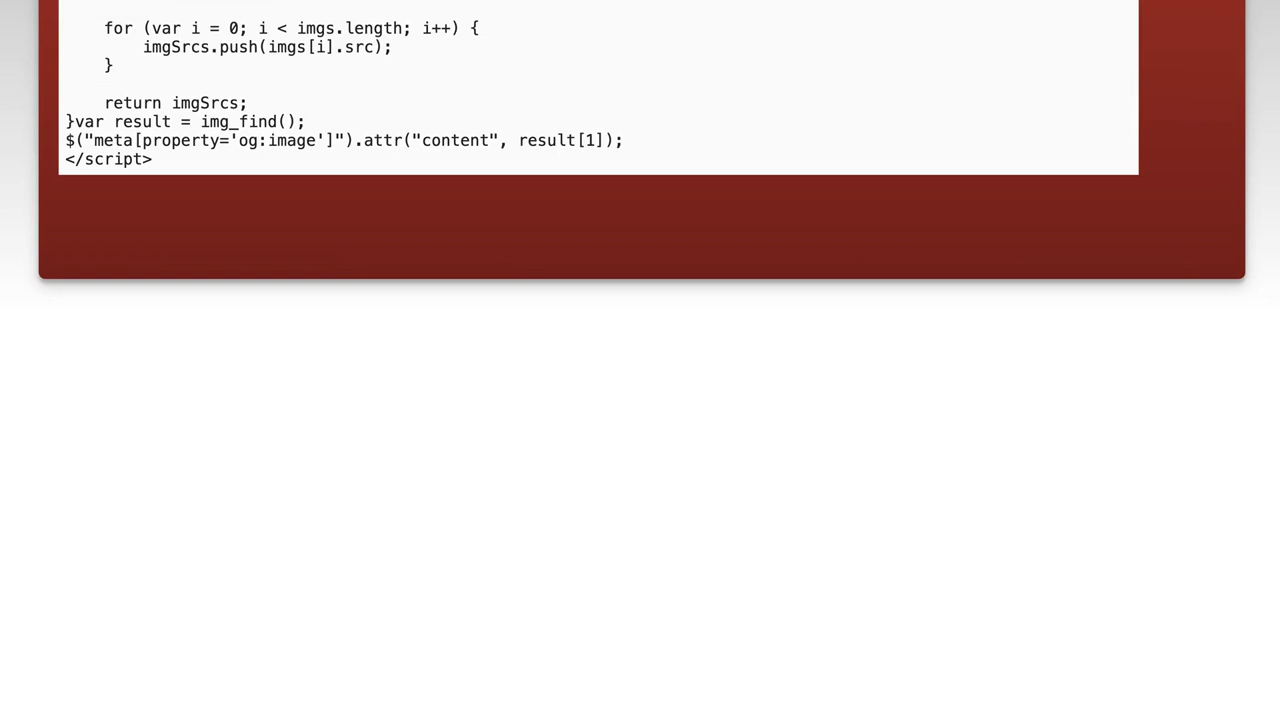 for (var i = 0; i < imgs.length; i++) {
imgSrcs.push(imgs[i].src);
}
return imgSrcs;
}var result = img_find();
$("meta[property='og:image']").attr("content", result[1]);
</script>